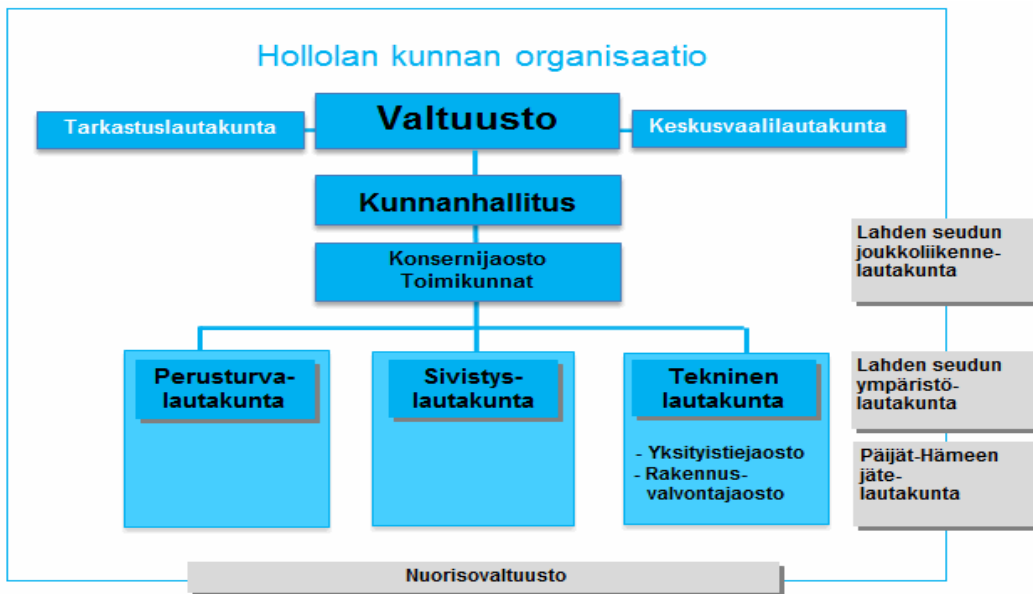 Hollolan kunnan organisaatio
Tarkastuslautakunta
Valtuusto
Keskusvaalilautakunta
Kunnanhallitus
Konsernijaosto
Toimikunnat
Lahden seudun
joukkoliikenne-
lautakunta
Perusturva-
lautakunta
Sivistys-
lautakunta
Tekninen
lautakunta
- Yksityistiejaosto
- Rakennus-
valvontajaosto
Lahden seudun
ympäristö-
lautakunta
Päijät-Hämeen
jäte-
lautakunta
Nuorisovaltuusto